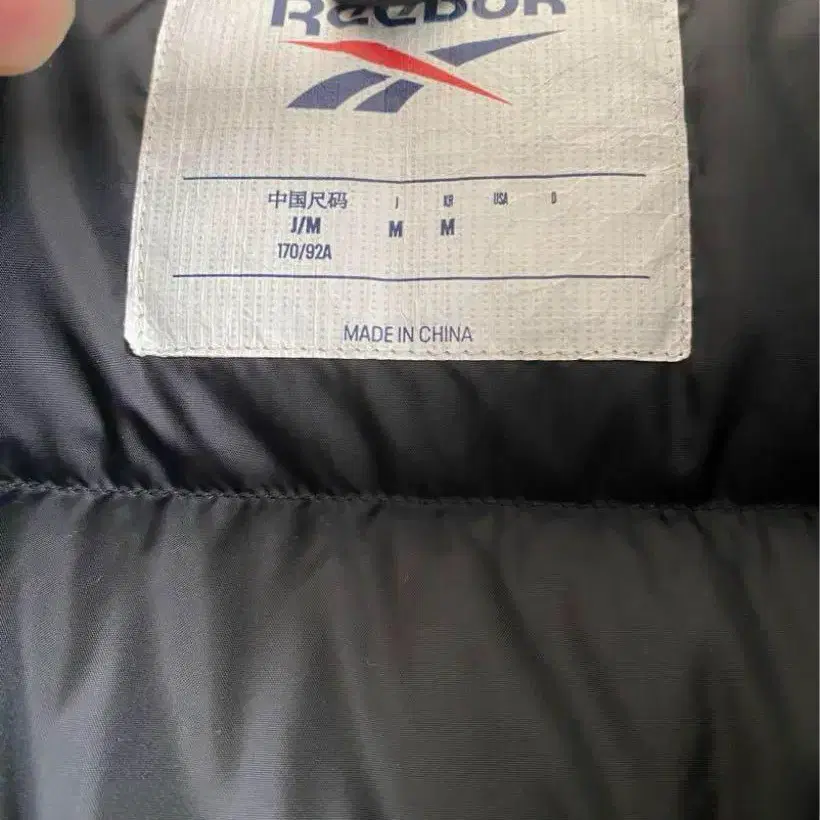 Reebok
中国尺码 J KR USA D
J/M M M
170/92A
MADE IN CHINA